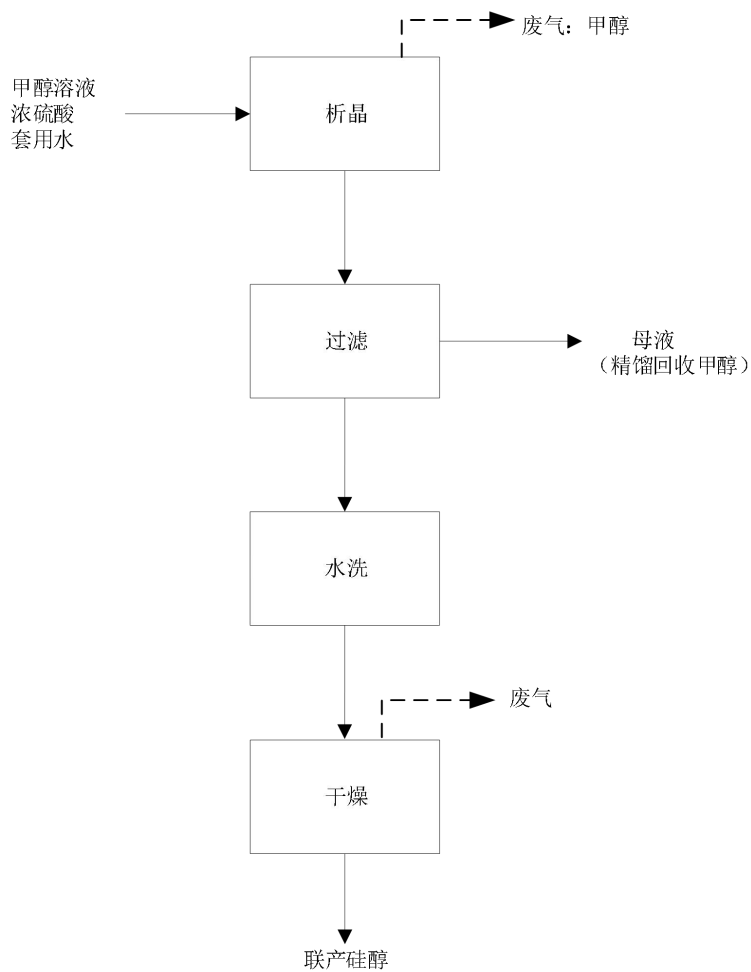 废气：甲醇
甲醇溶液
浓硫酸
套用水
析晶
过滤
母液
（精馏回收甲醇）
水洗
废气
干燥
联产硅醇